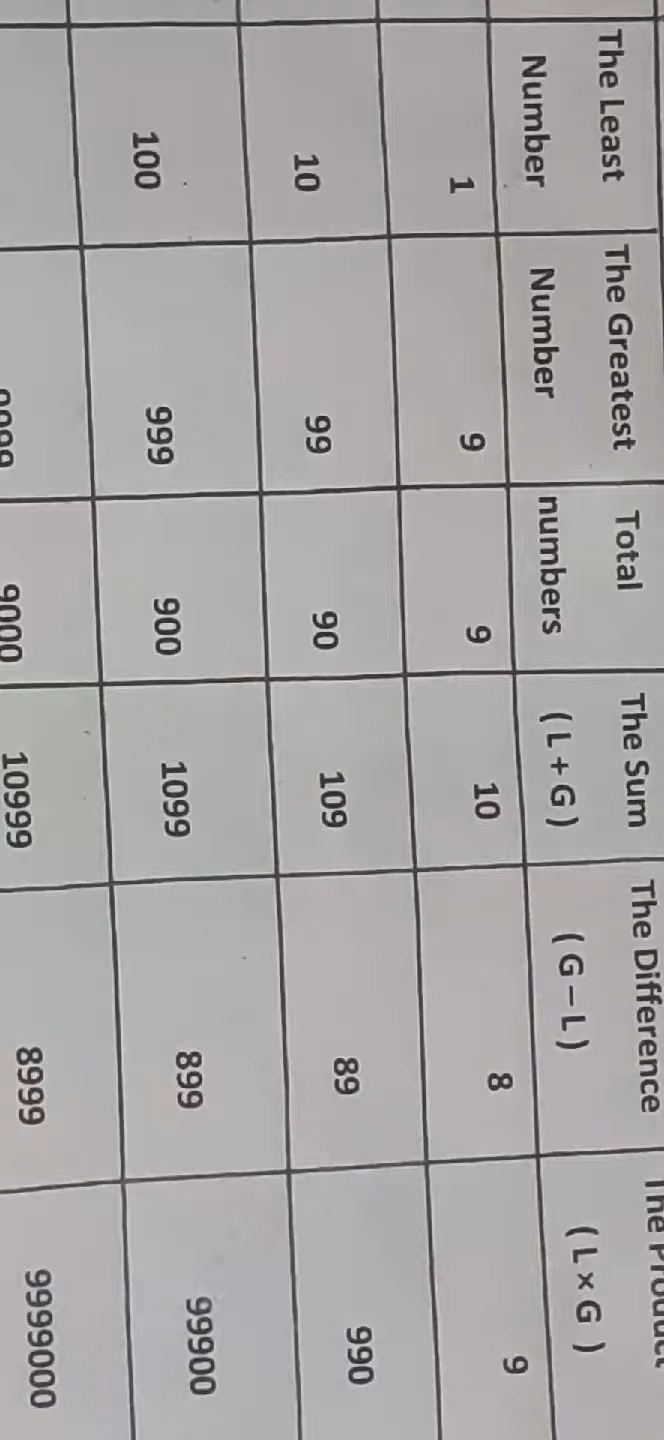 The Least Number The Greatest Number Total numbers The Sum (L+G) The Difference (G−L) The Product (L×G)
1 9 9 10 8 9
10 99 90 109 89 990
100 999 900 1099 899 99900
9999 9000 10999 8999 9999000